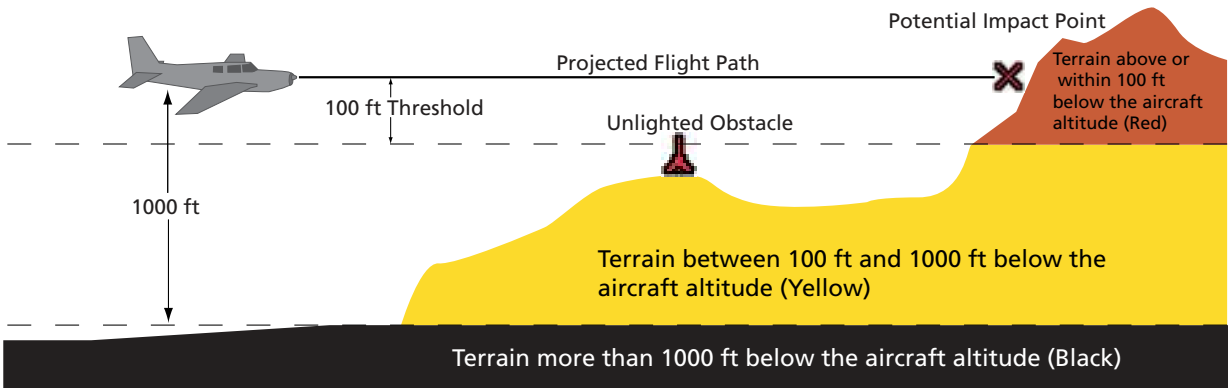 Potential Impact Point
Projected Flight Path
Terrain above or
within 100 ft
below the aircraft
altitude (Red)
100 ft Threshold
Unlighted Obstacle
1000 ft
Terrain between 100 ft and 1000 ft below the
aircraft altitude (Yellow)
Terrain more than 1000 ft below the aircraft altitude (Black)